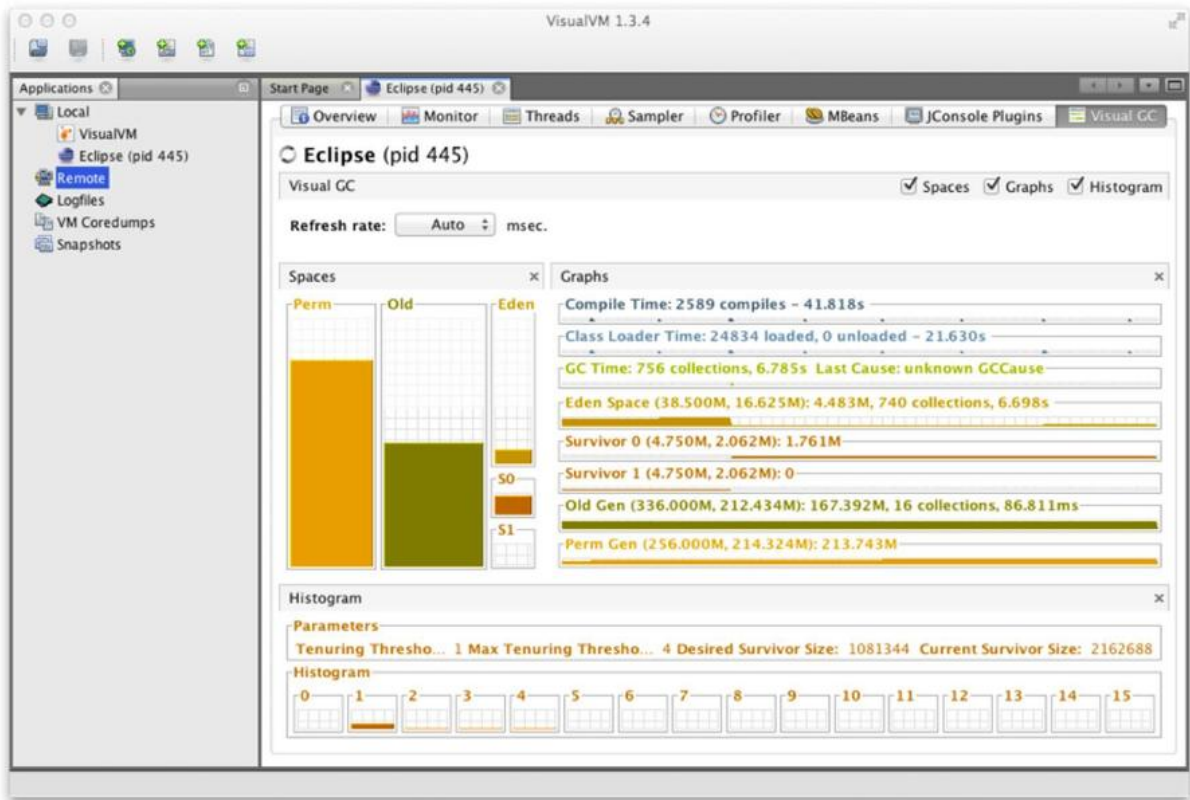 VisualVM 1.3.4
Applications
Start Page
Eclipse (pid 445)
Local
VisualVM
Eclipse (pid 445)
Remote
Logfiles
VM Coredumps
Snapshots
Overview
Monitor
Threads
Sampler
Profiler
MBeans
JConsole Plugins
Visual GC
Eclipse (pid 445)
Visual GC
Spaces
Graphs
Histogram
Refresh rate: Auto msec.
Spaces
Perm
Old
Eden
S0
S1
Graphs
Compile Time: 2589 compiles - 41.818s
Class Loader Time: 24834 loaded, 0 unloaded - 21.630s
GC Time: 756 collections, 6.785s Last Cause: unknown GCCause
Eden Space (38.500M, 16.625M): 4.483M, 740 collections, 6.698s
Survivor 0 (4.750M, 2.062M): 1.761M
Survivor 1 (4.750M, 2.062M): 0
Old Gen (336.000M, 212.434M): 167.392M, 16 collections, 86.811ms
Perm Gen (256.000M, 214.324M): 213.743M
Histogram
Parameters
Tenuring Thresho... 1 Max Tenuring Thresho... 4 Desired Survivor Size: 1081344 Current Survivor Size: 2162688
Histogram
0 1 2 3 4 5 6 7 8 9 10 11 12 13 14 15